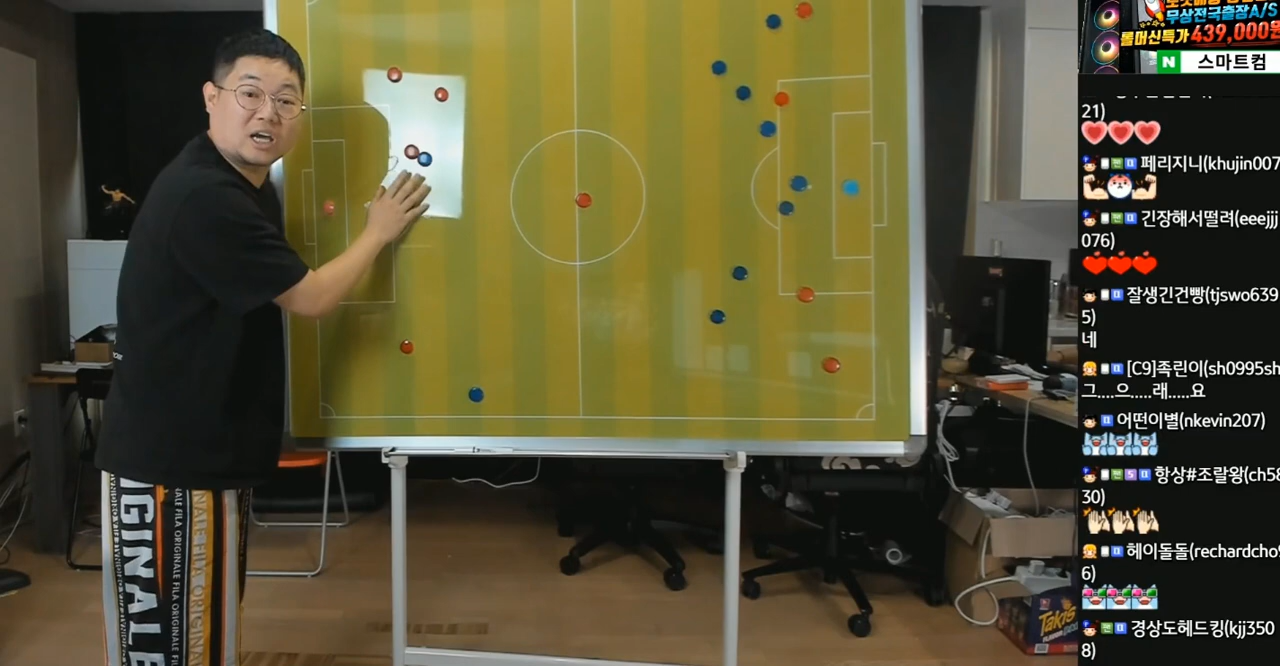 무상전국출장A/S
롤머신특가 439,000원
N 스마트컴
21)
페리지니(khujin007
긴장해서떨려(eeejjj
076)
잘생긴건빵(tjswo639
5)
네
[C9]족린이(sh0995sh
그....으.....래.....요
어떤이별(nkevin207)
항상#조랄왕(ch58
30)
헤이돌돌(rechardcho9
6)
경상도헤드킹(kjj350
8)
IGINALE
FILA ORIGINALE
Takis